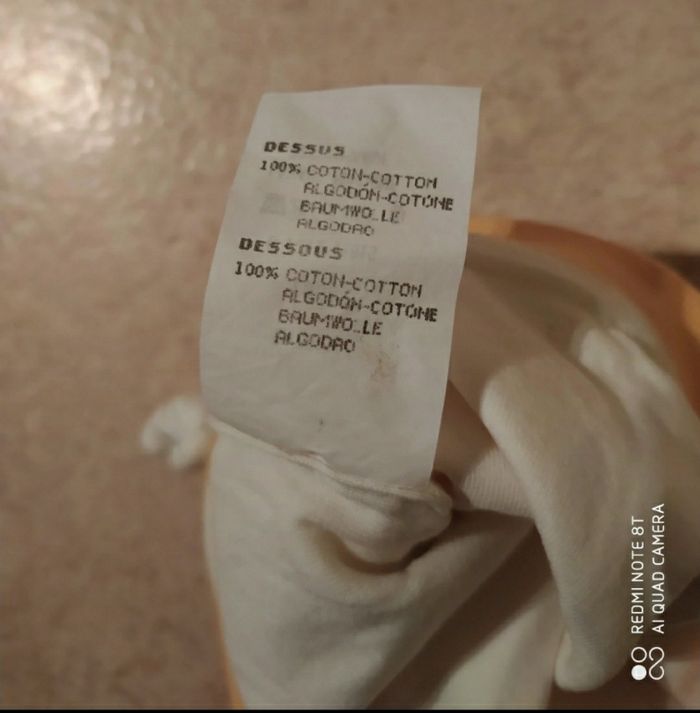 DESSUS
100% COTON-COTTON
ALGODÓN-COTONE
BAUMWOLLE
ALGODAO
DESSOUS
100% COTON-COTTON
ALGODÓN-COTONE
BAUMWOLLE
ALGODAO
REDMI NOTE 8T
AI QUAD CAMERA